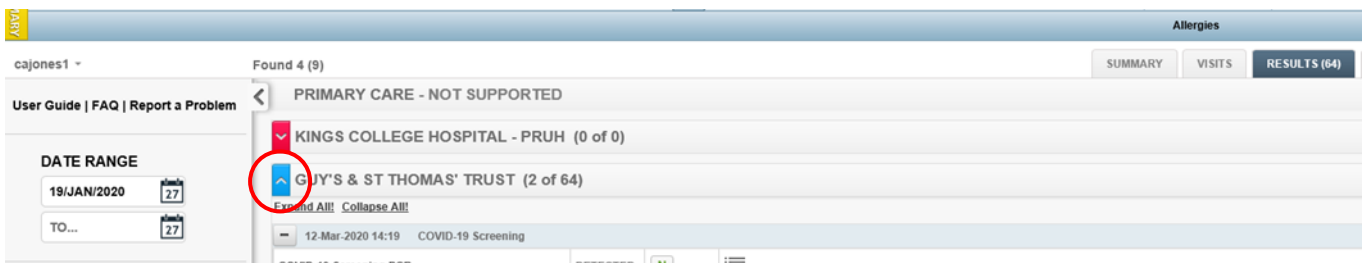 Allergies
cajones1
Found 4 (9)
SUMMARY
VISITS
RESULTS (64)
User Guide | FAQ | Report a Problem
PRIMARY CARE - NOT SUPPORTED
KINGS COLLEGE HOSPITAL - PRUH (0 of 0)
DATE RANGE
19/JAN/2020
27
GUY'S & ST THOMAS' TRUST (2 of 64)
Expand All! Collapse All!
TO...
27
12-Mar-2020 14:19 COVID-19 Screening